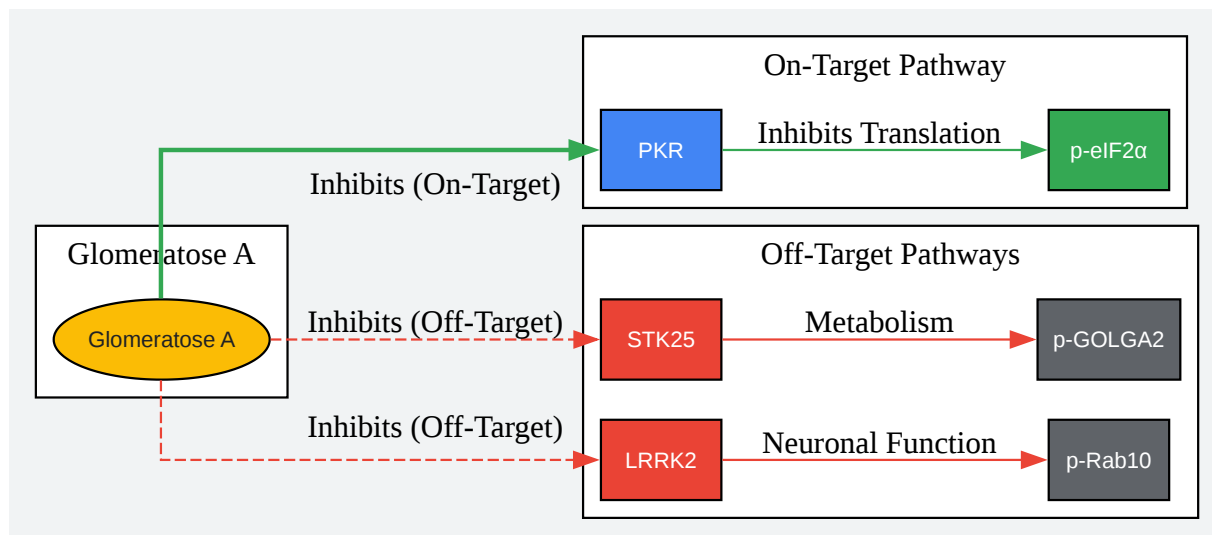 On-Target Pathway
PKR
Inhibits Translation
p-eIF2α
Inhibits (On-Target)
Glomeratose A
Glomeratose A
Off-Target Pathways
Inhibits (Off-Target)
STK25
Metabolism
p-GOLGA2
Inhibits (Off-Target)
LRRK2
Neuronal Function
p-Rab10